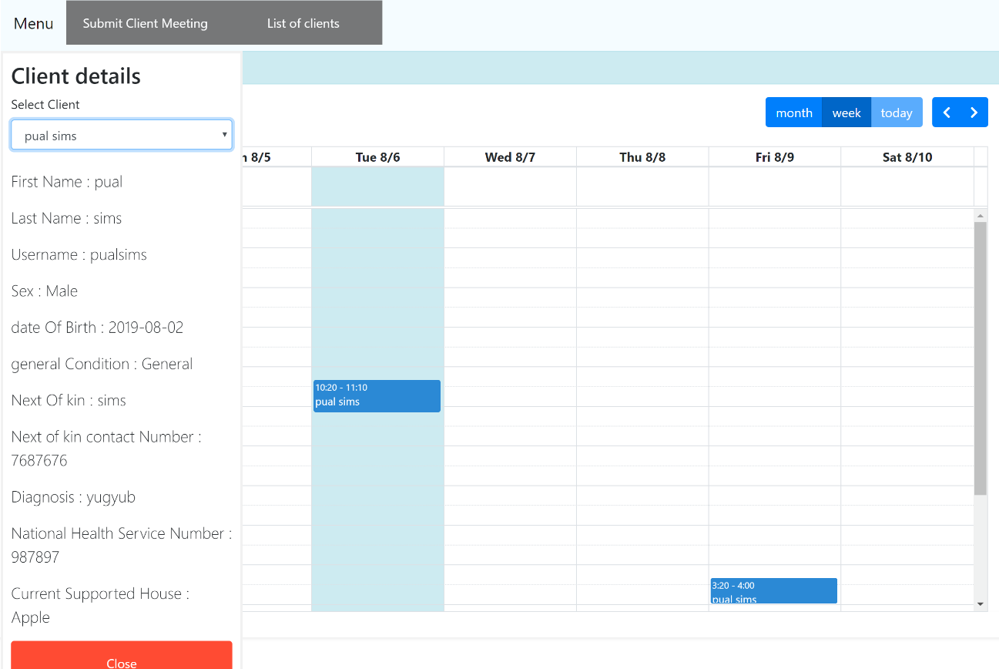 Menu
Submit Client Meeting
List of clients
Client details
Select Client
pual sims
First Name : pual
Last Name : sims
Username : pualsims
Sex : Male
date Of Birth : 2019-08-02
general Condition : General
Next Of kin : sims
Next of kin contact Number :
7687676
Diagnosis : yugyub
National Health Service Number :
987897
Current Supported House :
Apple
Close
month week today
8/5 Tue 8/6 Wed 8/7 Thu 8/8 Fri 8/9 Sat 8/10
10:20 - 11:10
pual sims
3:20 - 4:00
pual sims